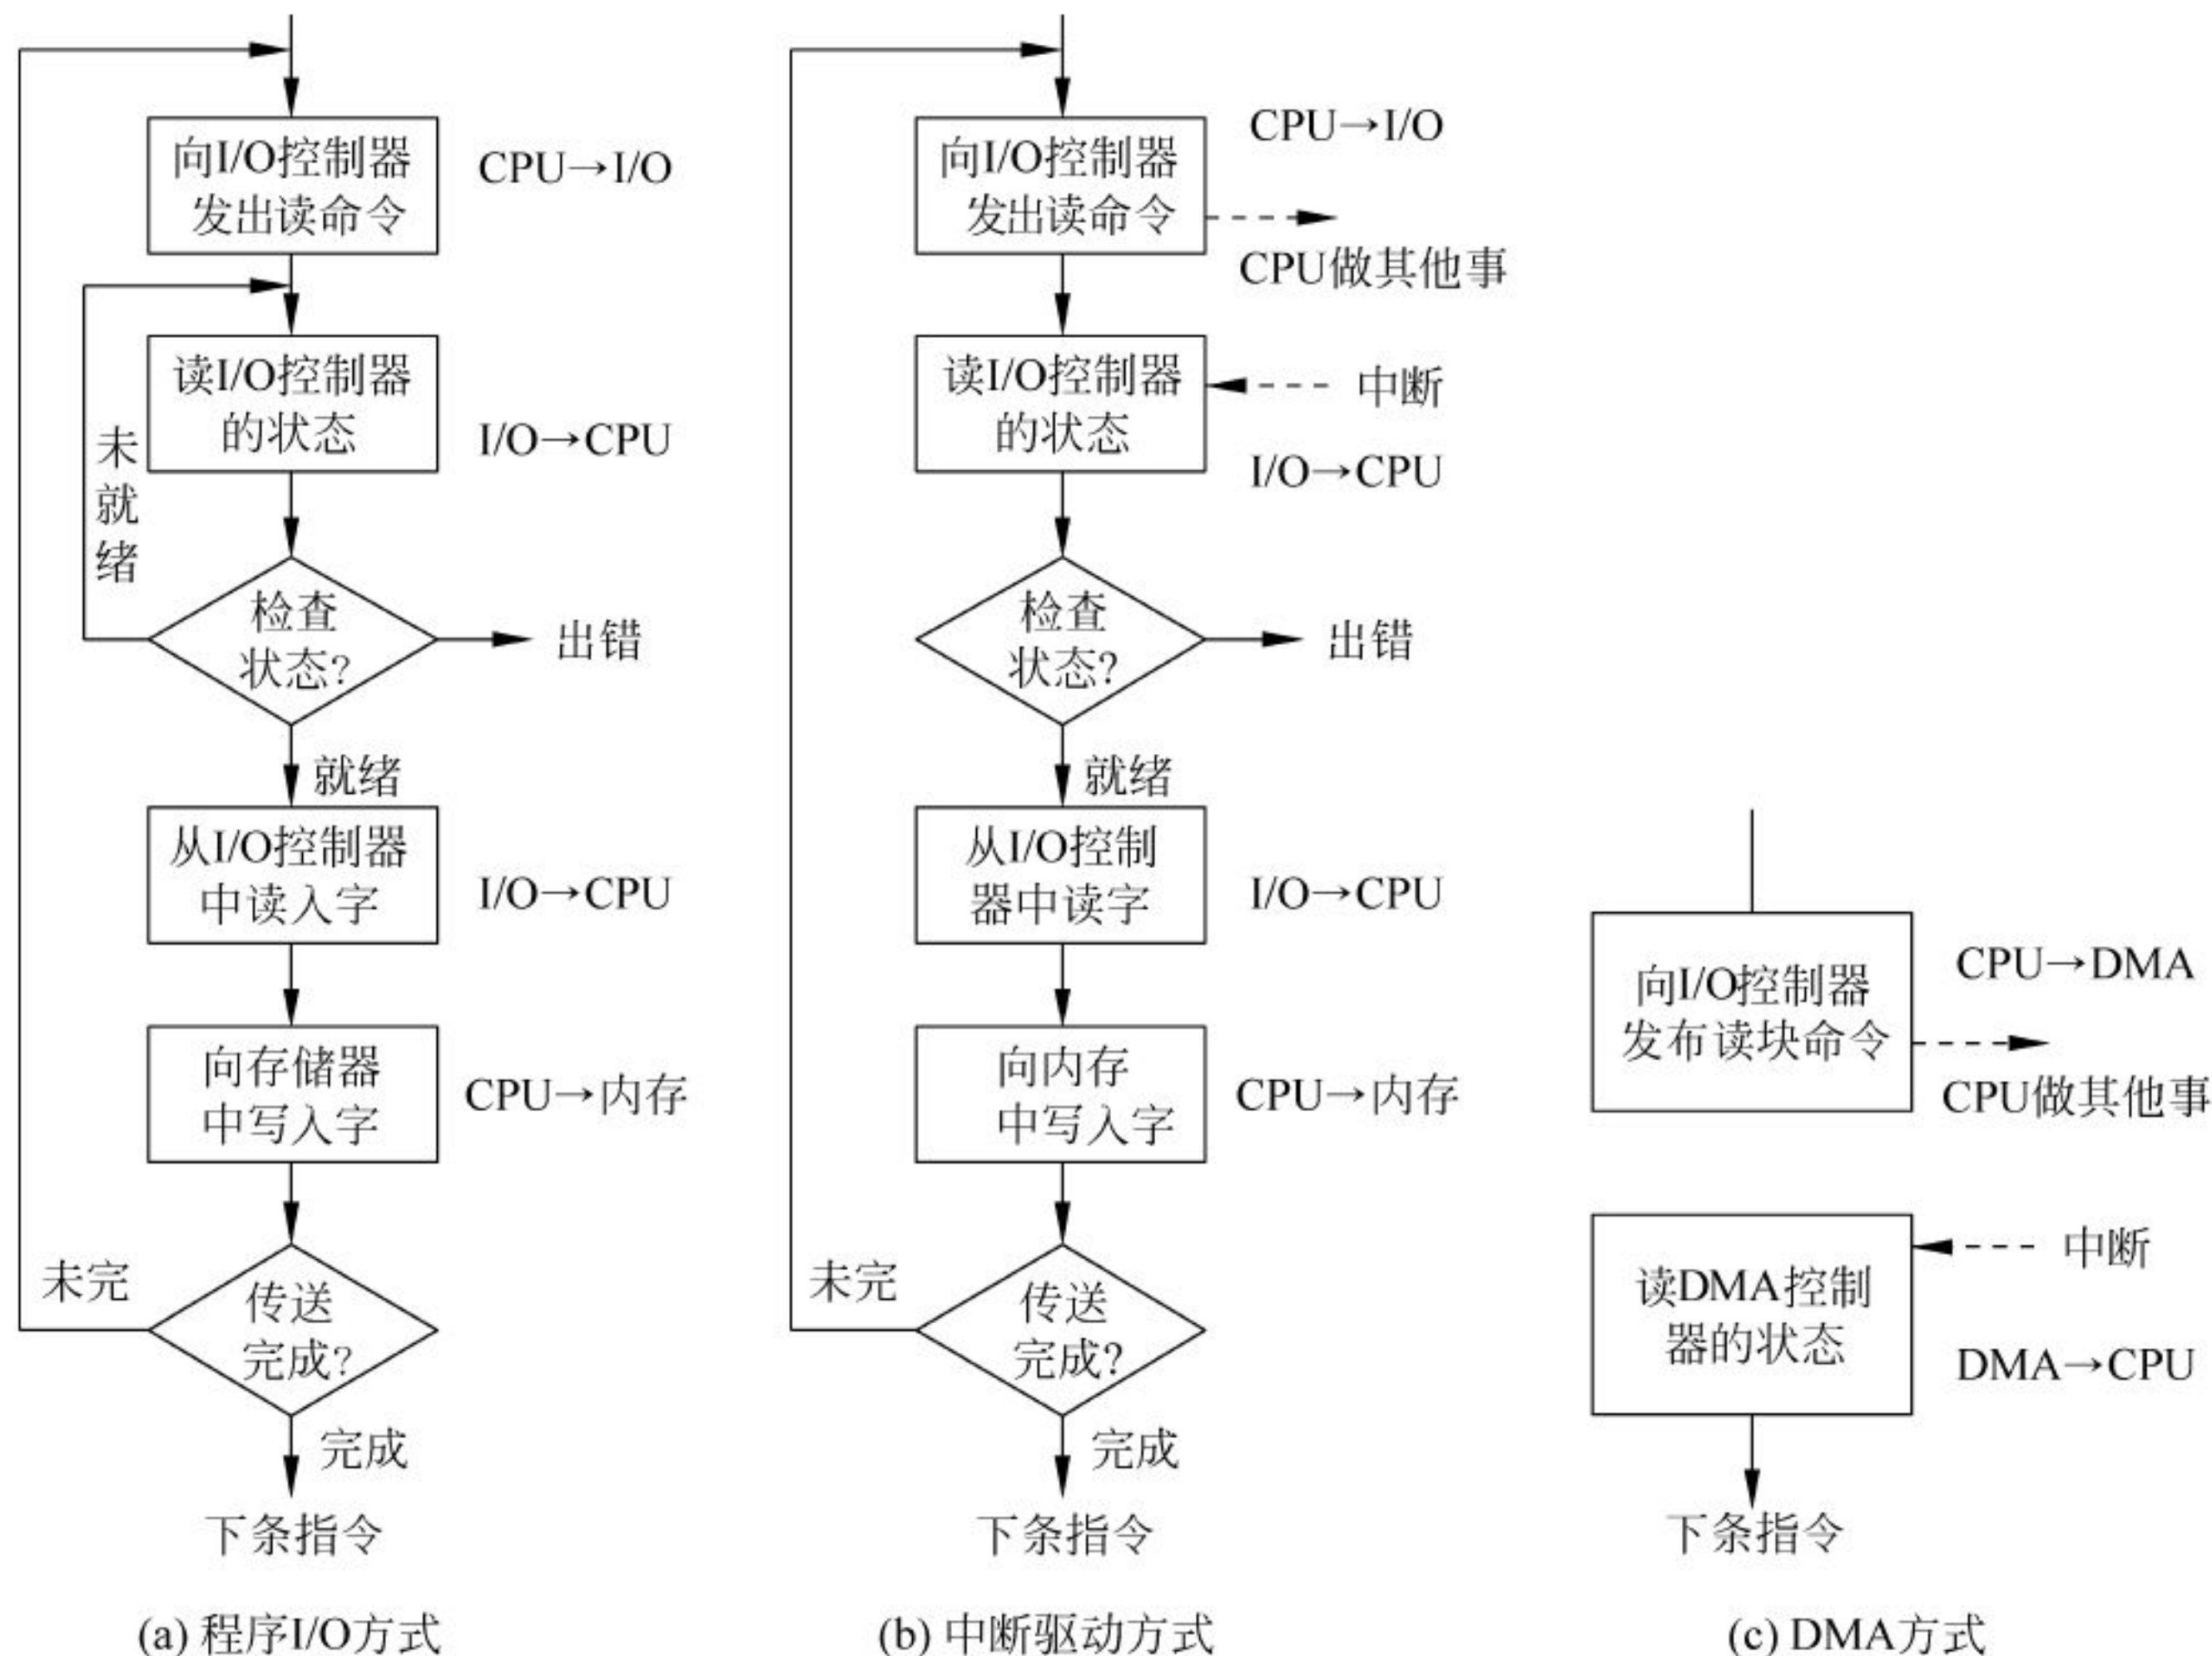 向I/O控制器
发出读命令
CPU→I/O
读I/O控制器
的状态
I/O→CPU
未
就
绪
检查
状态?
出错
就绪
从I/O控制器
中读入字
I/O→CPU
向存储器
中写入字
CPU→内存
未完
传送
完成?
完成
下条指令
(a) 程序I/O方式
向I/O控制器
发出读命令
CPU→I/O
CPU做其他事
读I/O控制器
的状态
中断
I/O→CPU
检查
状态?
出错
就绪
从I/O控制
器中读字
I/O→CPU
向内存
中写入字
CPU→内存
未完
传送
完成?
完成
下条指令
(b) 中断驱动方式
向I/O控制器
发布读块命令
CPU→DMA
CPU做其他事
读DMA控制
器的状态
中断
DMA→CPU
下条指令
(c) DMA方式